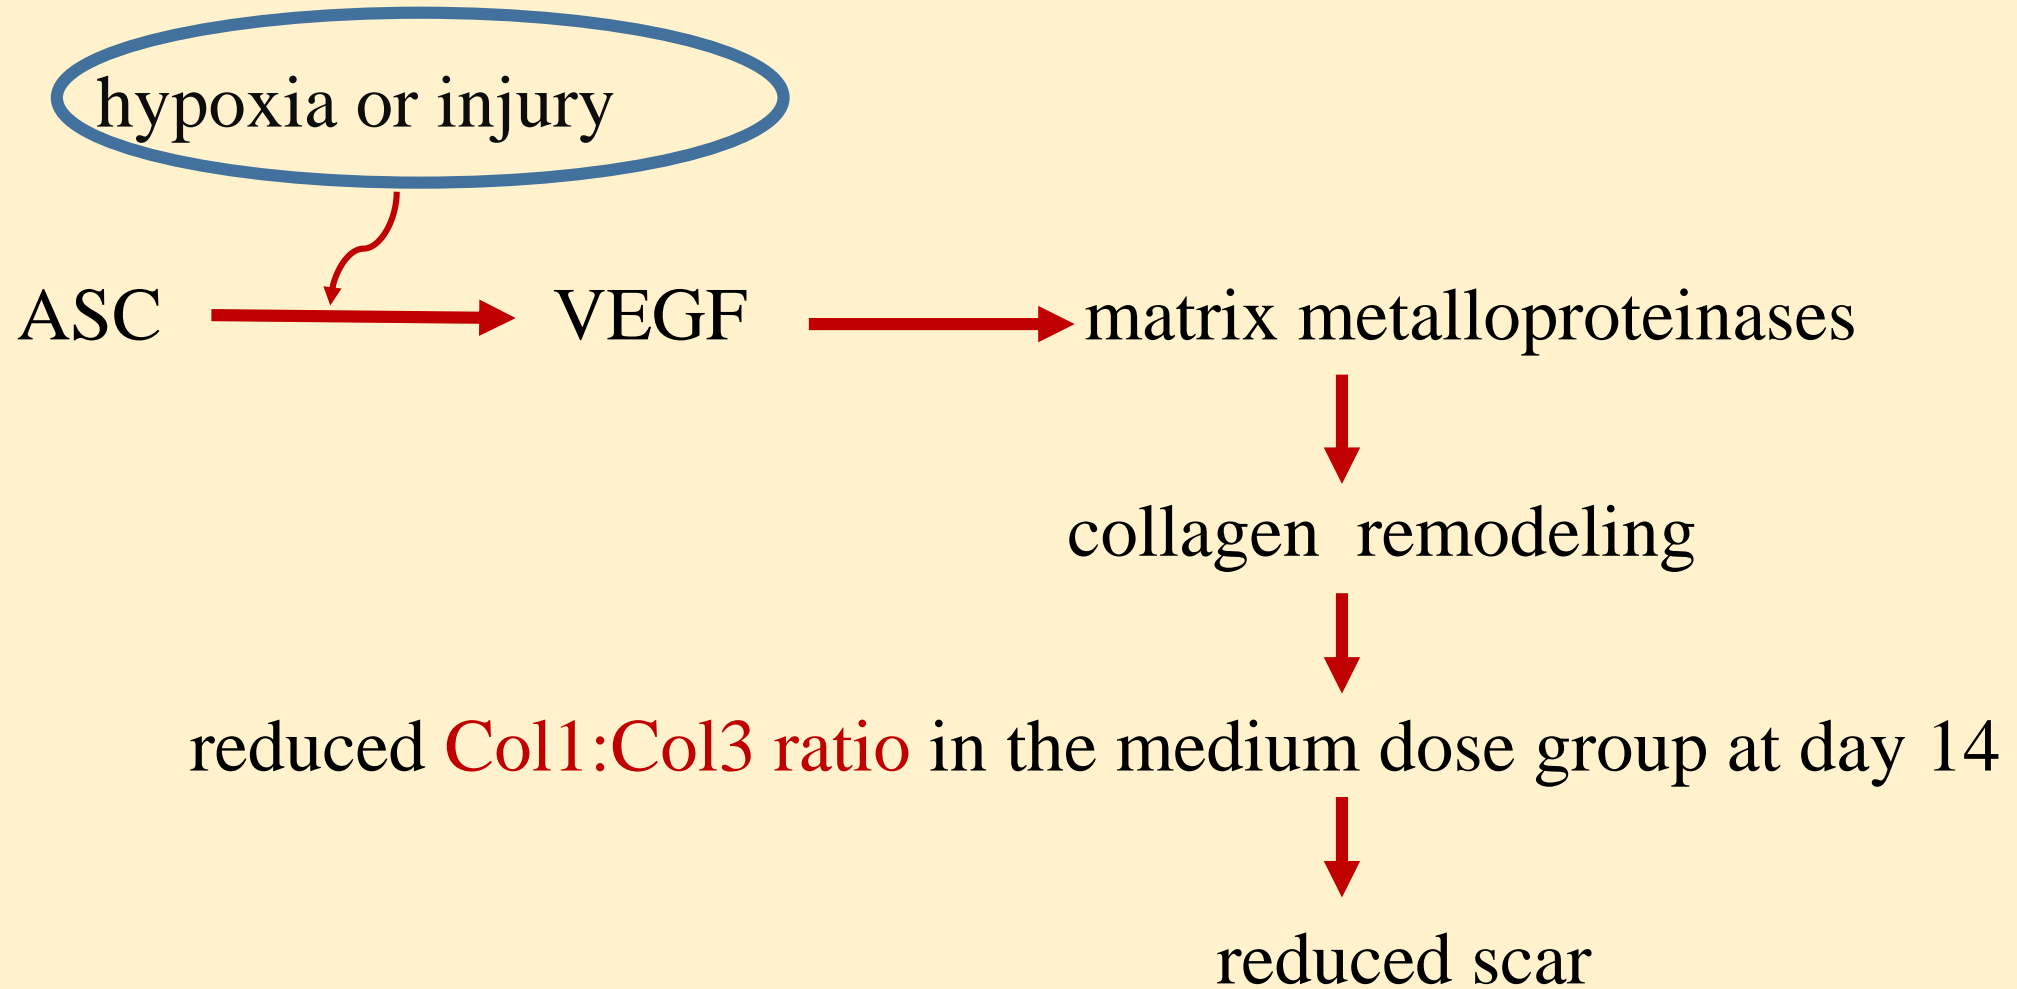 hypoxia or injury
ASC VEGF matrix metalloproteinases
collagen remodeling
reduced Col1:Col3 ratio in the medium dose group at day 14
reduced scar